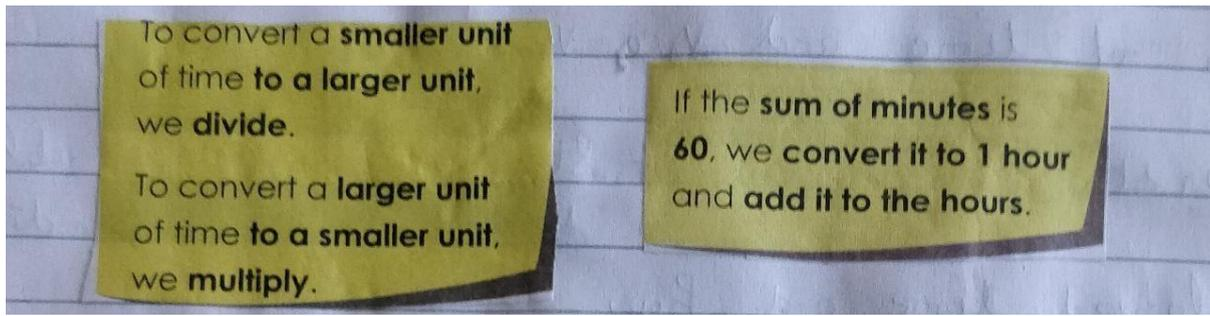 To convert a smaller unit
of time to a larger unit,
we divide.
To convert a larger unit
of time to a smaller unit,
we multiply.
If the sum of minutes is
60, we convert it to 1 hour
and add it to the hours.